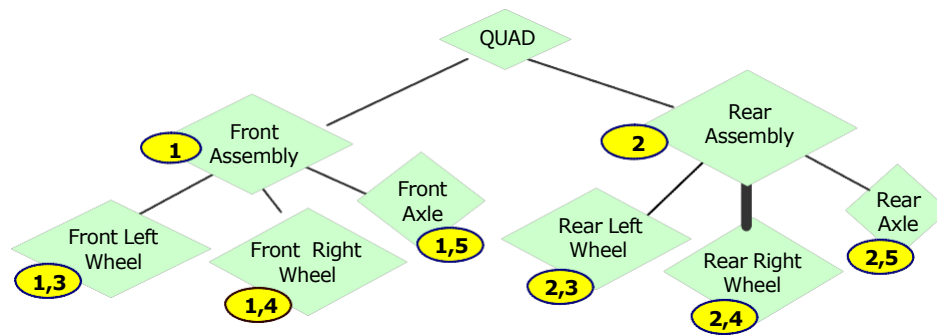 QUAD
Front
Assembly
1
Rear
Assembly
2
Front Left
Wheel
1,3
Front  Right
Wheel
1,4
Front
Axle
1,5
Rear Left
Wheel
2,3
Rear Right
Wheel
2,4
Rear
Axle
2,5